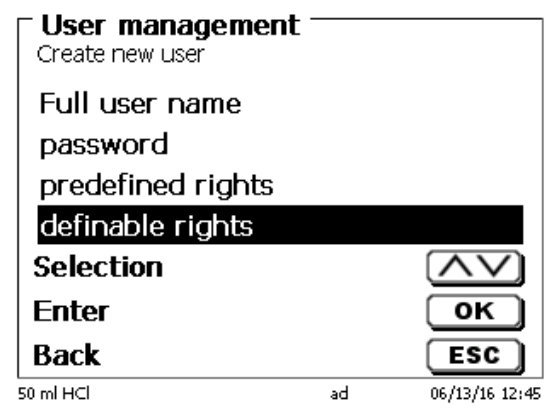 User management
Create new user
Full user name
password
predefined rights
definable rights
Selection
Enter OK
Back ESC
50 ml HCl ad 06/13/16 12:45